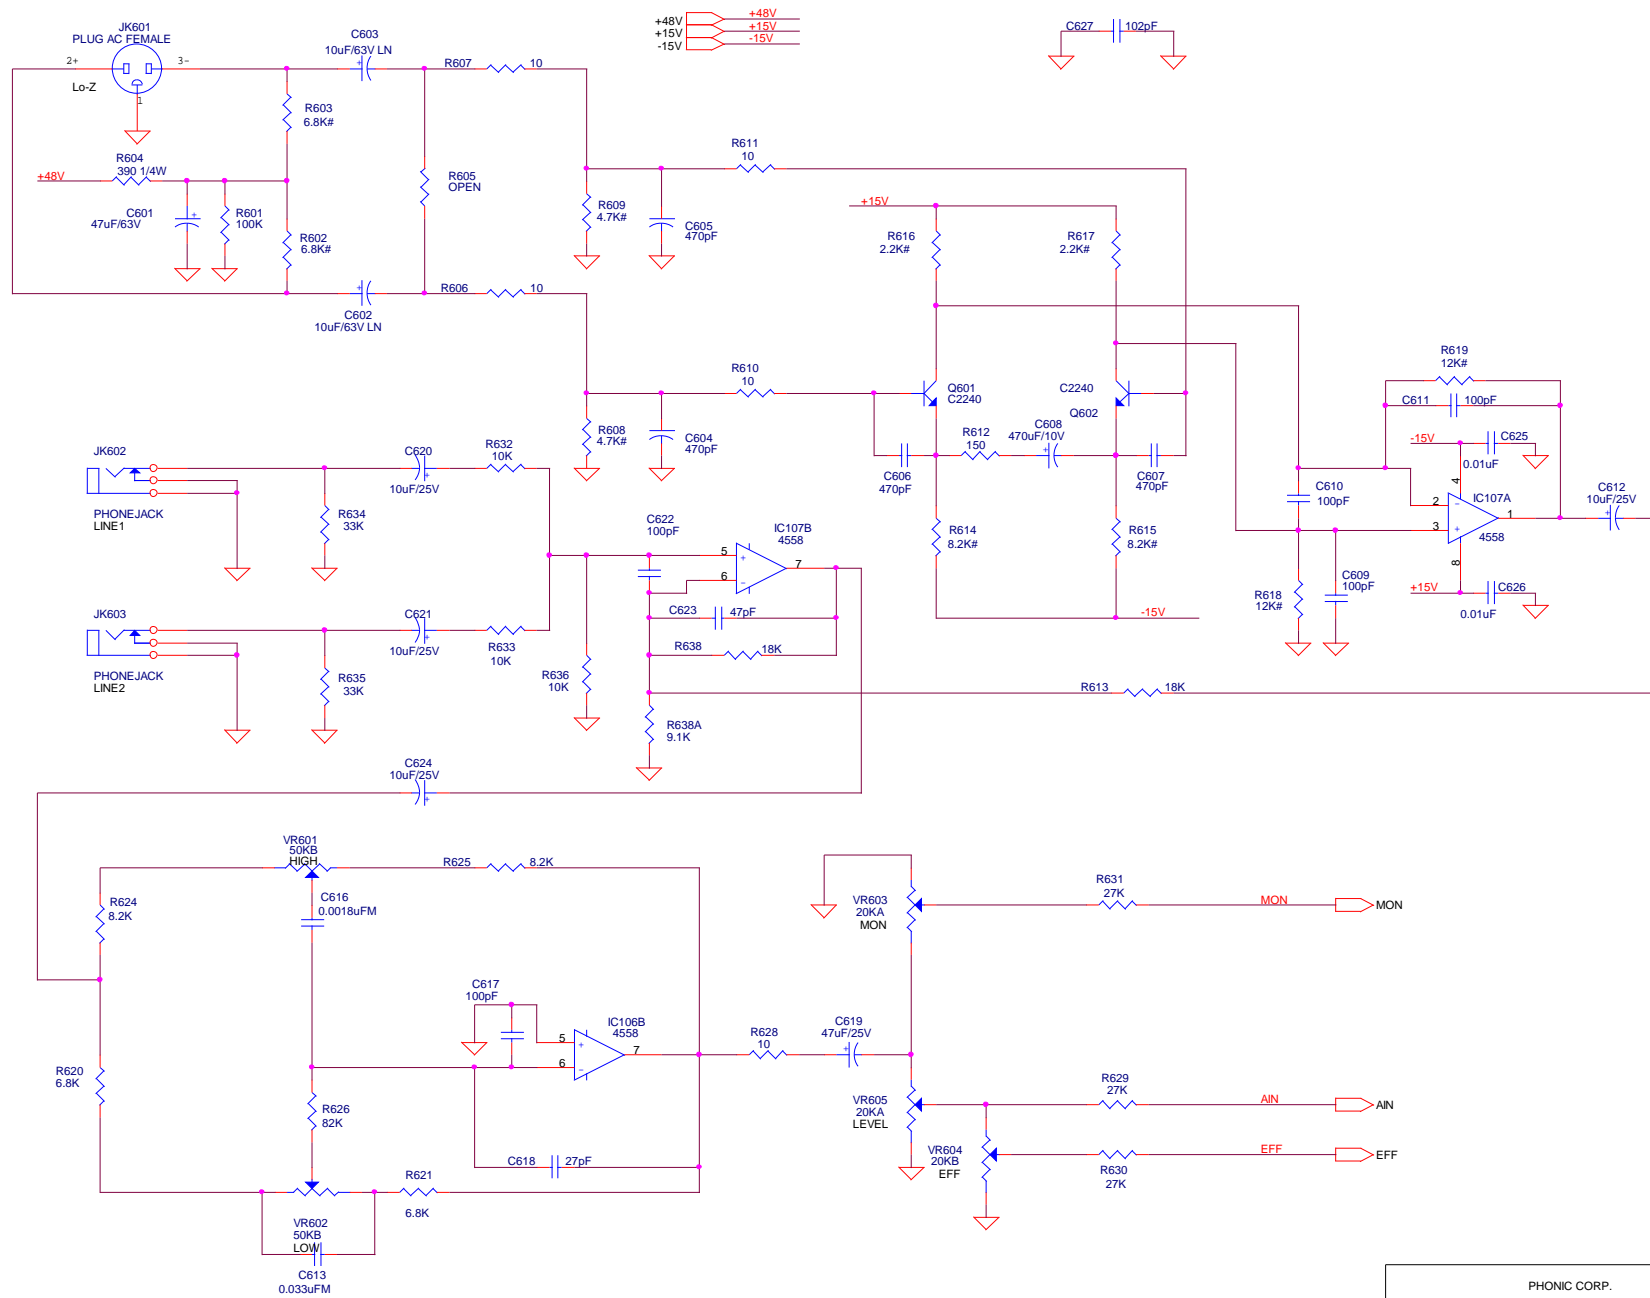 JK601
PLUG AC FEMALE
2+
3-
1
Lo-Z
C603
10uF/63V LN
+48V
+15V
-15V
+48V
+15V
-15V
C627
102pF
R607
10
R603
6.8K#
R604
390 1/4W
+48V
C601
47uF/63V
R601
100K
R602
6.8K#
R605
OPEN
R611
10
R609
4.7K#
C605
470pF
+15V
R616
2.2K#
R617
2.2K#
R606
10
C602
10uF/63V LN
R610
10
Q601
C2240
C2240
Q602
R619
12K#
C611
100pF
-15V
C625
0.01uF
R608
4.7K#
C604
470pF
R612
150
C608
470uF/10V
C606
470pF
C607
470pF
JK602
PHONEJACK
LINE1
C620
10uF/25V
R632
10K
R634
33K
C610
100pF
4
2
3
1
8
IC107A
4558
C612
10uF/25V
C622
100pF
IC107B
4558
5
6
7
R614
8.2K#
R615
8.2K#
C609
100pF
R618
12K#
+15V
C626
0.01uF
-15V
JK603
PHONEJACK
LINE2
C621
10uF/25V
R633
10K
R635
33K
C623
47pF
R638
18K
R636
10K
R638A
9.1K
R613
18K
C624
10uF/25V
VR601
50KB
HIGH
R625
8.2K
R624
8.2K
C616
0.0018uFM
VR603
20KA
MON
R631
27K
MON
MON
C617
100pF
IC106B
4558
5
6
7
R628
10
C619
47uF/25V
R620
6.8K
R626
82K
VR605
20KA
LEVEL
R629
27K
AIN
AIN
C618
27pF
R621
6.8K
VR604
20KB
EFF
R630
27K
EFF
EFF
VR602
50KB
LOW
C613
0.033uFM
PHONIC CORP.